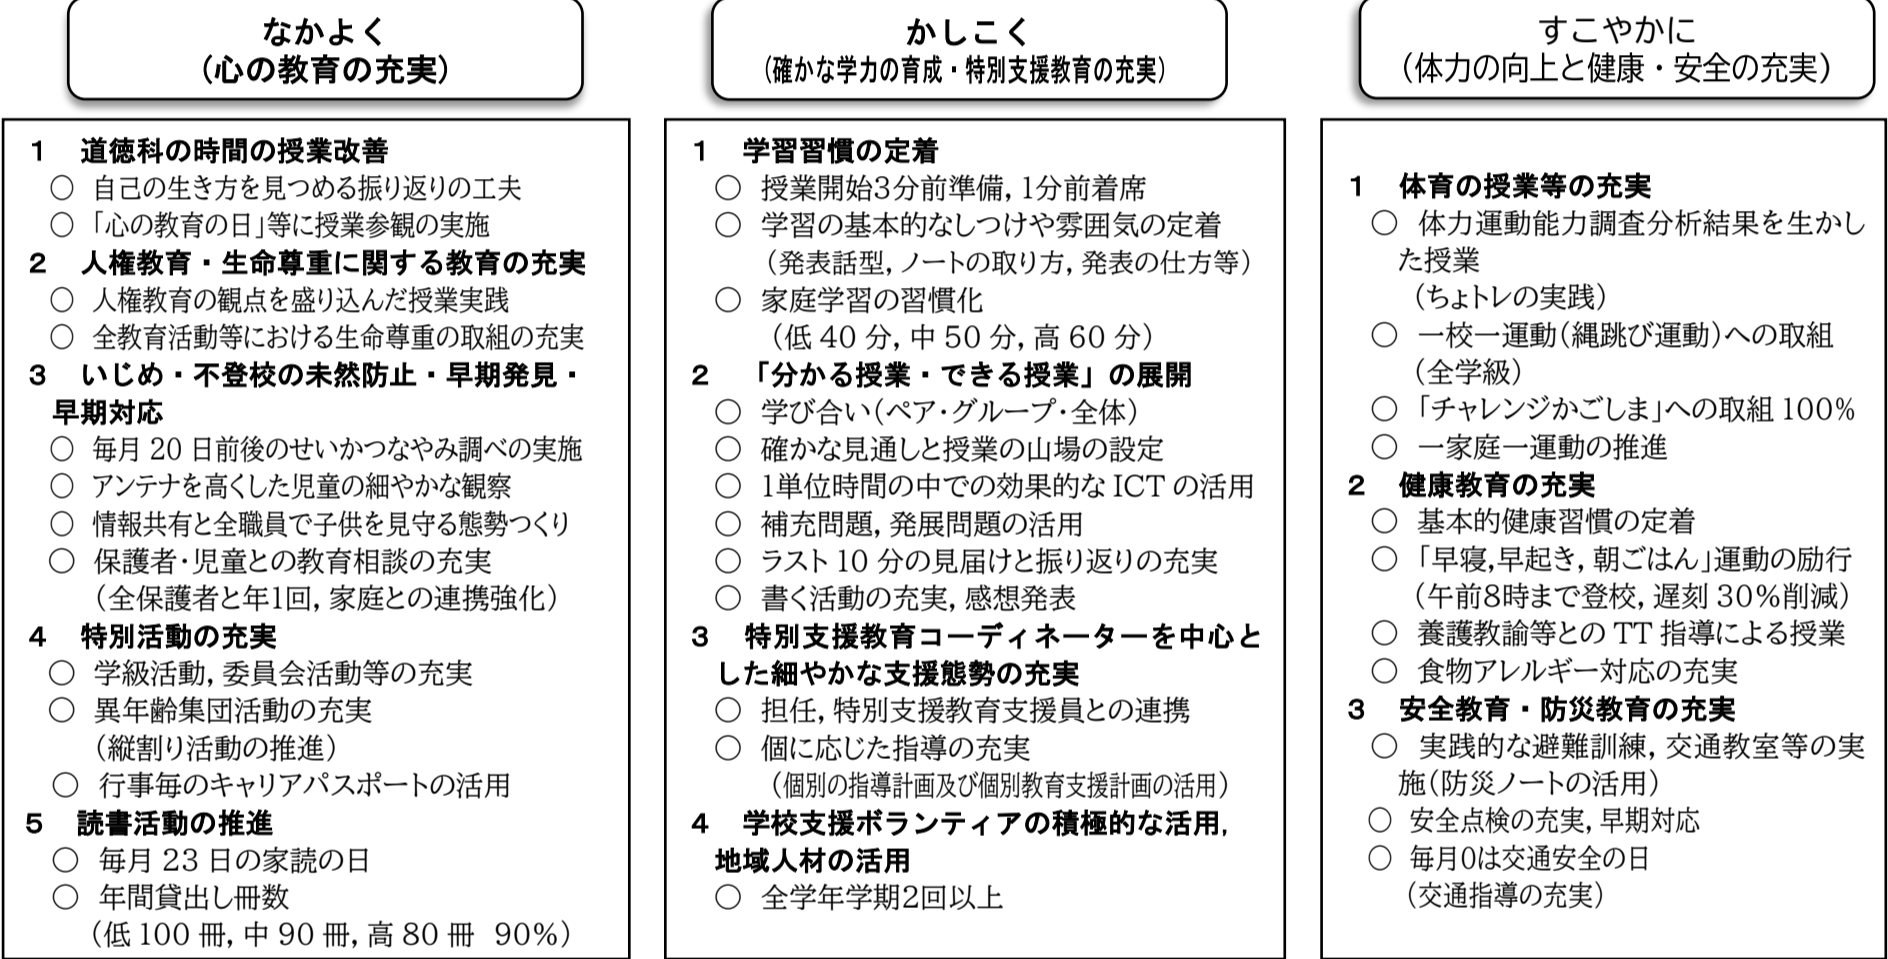 なかよく
（心の教育の充実）
１　道徳科の時間の授業改善
○ 自己の生き方を見つめる振り返りの工夫
○ 「心の教育の日」等に授業参観の実施
２　人権教育・生命尊重に関する教育の充実
○ 人権教育の観点を盛り込んだ授業実践
○ 全教育活動等における生命尊重の取組の充実
３　いじめ・不登校の未然防止・早期発見・
早期対応
○ 毎月 20 日前後のせいかつなやみ調べの実施
○ アンテナを高くした児童の細やかな観察
○ 情報共有と全職員で子供を見守る態勢つくり
○ 保護者・児童との教育相談の充実
（全保護者と年1回, 家庭との連携強化）
４　特別活動の充実
○ 学級活動, 委員会活動等の充実
○ 異年齢集団活動の充実
（縦割り活動の推進）
○ 行事毎のキャリアパスポートの活用
５　読書活動の推進
○ 毎月 23 日の家読の日
○ 年間貸出し冊数
（低 100 冊, 中 90 冊, 高 80 冊　90%）
かしこく
（確かな学力の育成・特別支援教育の充実）
１　学習習慣の定着
○ 授業開始3分前準備, 1分前着席
○ 学習の基本的なしつけや雰囲気の定着
（発表話型, ノートの取り方, 発表の仕方等）
○ 家庭学習の習慣化
（低 40 分, 中 50 分, 高 60 分）
２　「分かる授業・できる授業」の展開
○ 学び合い（ペア・グループ・全体）
○ 確かな見通しと授業の山場の設定
○ 1単位時間の中での効果的な ICT の活用
○ 補充問題, 発展問題の活用
○ ラスト 10 分の見届けと振り返りの充実
○ 書く活動の充実, 感想発表
３　特別支援教育コーディネーターを中心と
した細やかな支援態勢の充実
○ 担任, 特別支援教育支援員との連携
○ 個に応じた指導の充実
（個別の指導計画及び個別教育支援計画の活用）
４　学校支援ボランティアの積極的な活用,
地域人材の活用
○ 全学年学期2回以上
すこやかに
（体力の向上と健康・安全の充実）
１　体育の授業等の充実
○ 体力運動能力調査分析結果を生かし
た授業
（ちょトレの実践）
○ 一校一運動（縄跳び運動）への取組
（全学級）
○ 「チャレンジかごしま」への取組 100%
○ 一家庭一運動の推進
２　健康教育の充実
○ 基本的健康習慣の定着
○ 「早寝,早起き, 朝ごはん」運動の励行
（午前8時まで登校, 遅刻 30%削減）
○ 養護教諭等との TT 指導による授業
○ 食物アレルギー対応の充実
３　安全教育・防災教育の充実
○ 実践的な避難訓練, 交通教室等の実
施（防災ノートの活用）
○ 安全点検の充実, 早期対応
○ 毎月0は交通安全の日
（交通指導の充実）